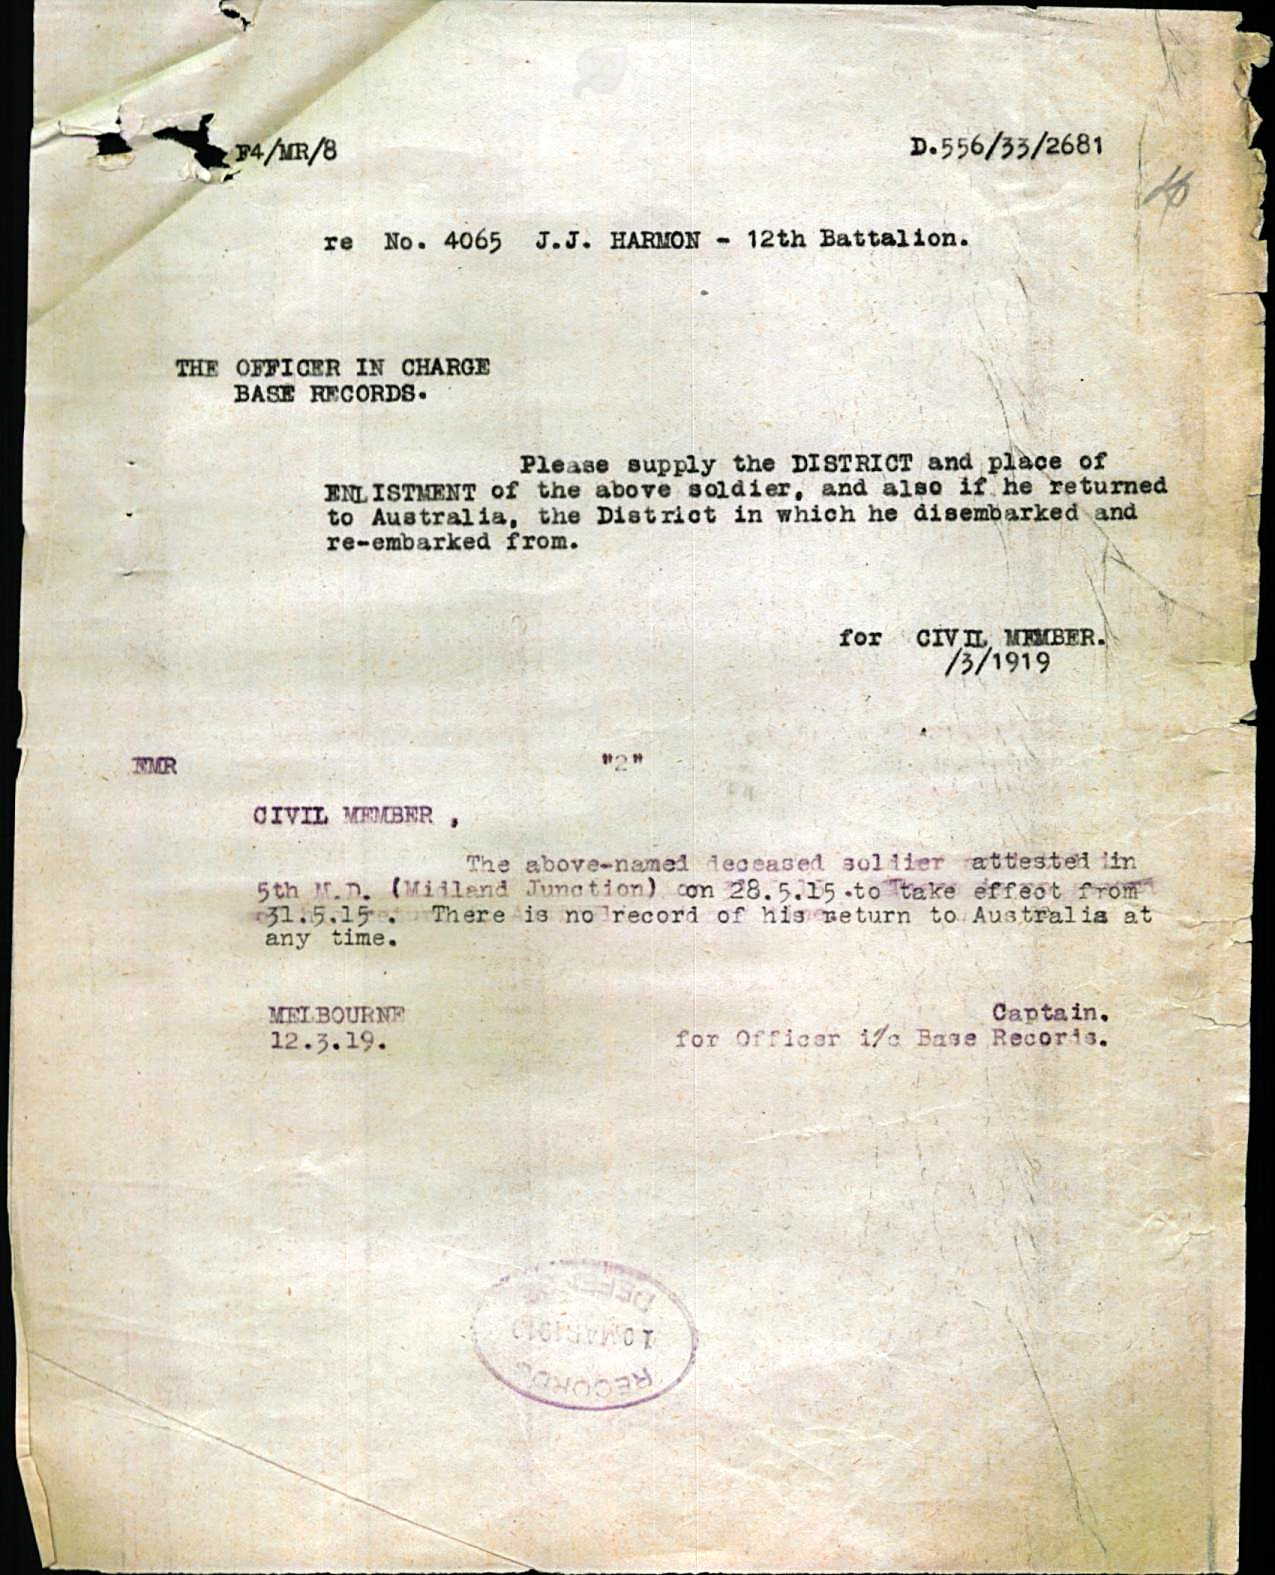 F4/MR/8
D.556/33/2681
re No. 4065 J.J. HARMON - 12th Battalion.
THE OFFICER IN CHARGE
BASE RECORDS.
Please supply the DISTRICT and place of
ENLISTMENT of the above soldier, and also if he returned
to Australia, the District in which he disembarked and
re-embarked from.
for CIVIL MEMBER.
/3/1919
EMR
"2"
CIVIL MEMBER ,
The above-named deceased soldier attested in
5th M.D. (Midland Junction) on 28.5.15 to take effect from
31.5.15. There is no record of his return to Australia at
any time.
MELBOURNE
12.3.19.
Captain.
for Officer i/c Base Records.
10 MAR 1919
RECORDS